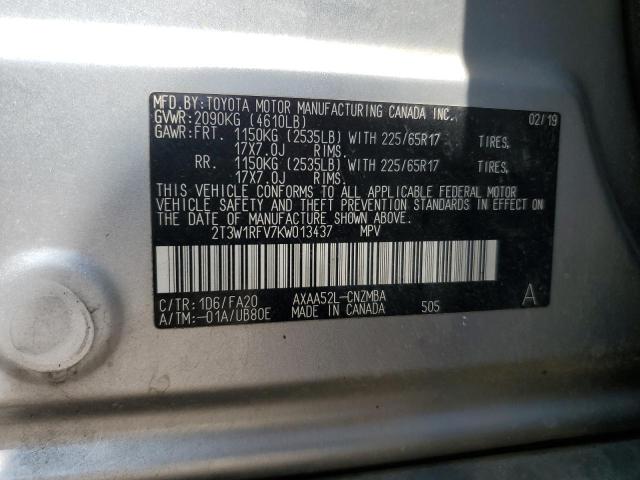 MFD.BY:TOYOTA MOTOR MANUFACTURING CANADA INC. 02/19
GVWR:2090KG (4610LB)
GAWR:FRT. 1150KG (2535LB) WITH 225/65R17 TIRES,
17X7.0J RIMS.
RR. 1150KG (2535LB) WITH 225/65R17 TIRES,
17X7.0J RIMS.
THIS VEHICLE CONFORMS TO ALL APPLICABLE FEDERAL MOTOR
VEHICLE SAFETY AND THEFT PREVENTION STANDARDS IN EFFECT
ON THE DATE OF MANUFACTURE SHOWN ABOVE.
2T3W1RFV7KW013437 MPV
C/TR:1D6/FA20 AXAA52L-CNZMBA A
A/TM:-01A/UB80E MADE IN CANADA 505